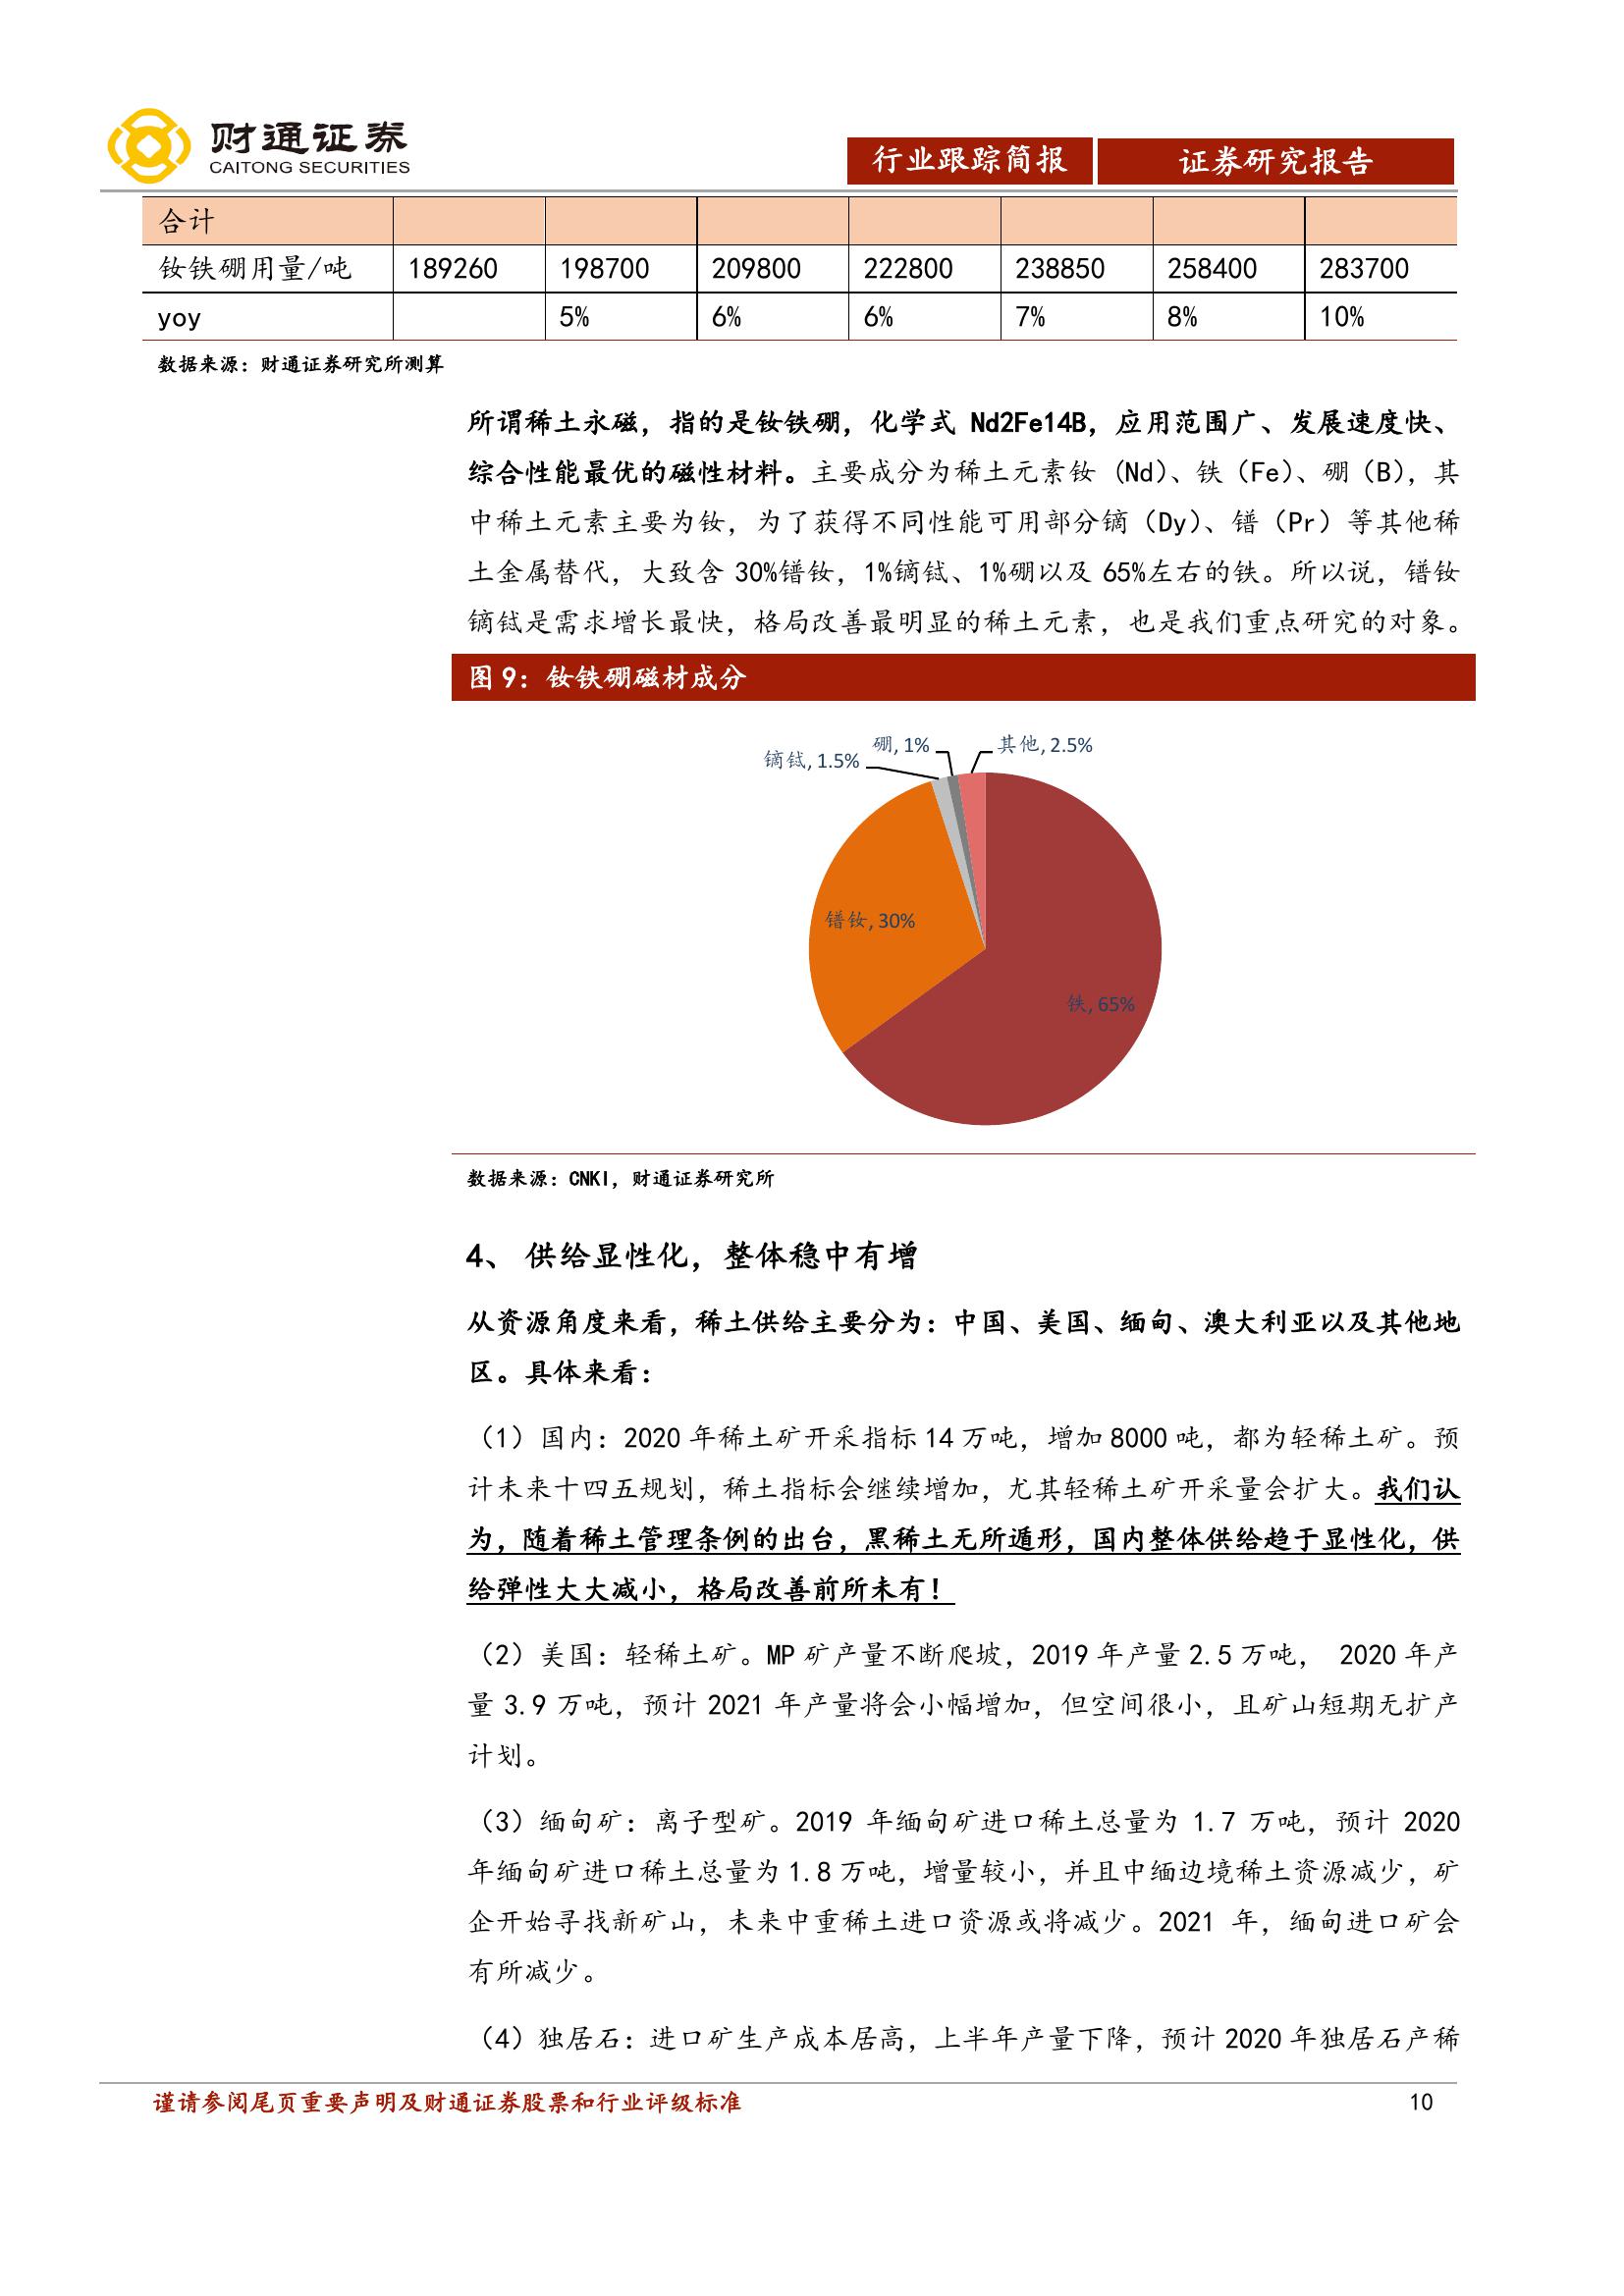 财通证券
CAITONG SECURITIES
行业跟踪简报 证券研究报告
合计
钕铁硼用量/吨 189260 198700 209800 222800 238850 258400 283700
yoy 5% 6% 6% 7% 8% 10%
数据来源：财通证券研究所测算
所谓稀土永磁，指的是钕铁硼，化学式 Nd2Fe14B，应用范围广、发展速度快、
综合性能最优的磁性材料。主要成分为稀土元素钕 (Nd)、铁（Fe）、硼（B），其
中稀土元素主要为钕，为了获得不同性能可用部分镝（Dy）、镨（Pr）等其他稀
土金属替代，大致含 30%镨钕，1%镝铽、1%硼以及 65%左右的铁。所以说，镨钕
镝铽是需求增长最快，格局改善最明显的稀土元素，也是我们重点研究的对象。
图 9：钕铁硼磁材成分
镝铽, 1.5%
硼, 1%
其他, 2.5%
镨钕, 30%
铁, 65%
数据来源：CNKI，财通证券研究所
4、 供给显性化，整体稳中有增
从资源角度来看，稀土供给主要分为：中国、美国、缅甸、澳大利亚以及其他地
区。具体来看：
（1）国内：2020 年稀土矿开采指标 14 万吨，增加 8000 吨，都为轻稀土矿。预
计未来十四五规划，稀土指标会继续增加，尤其轻稀土矿开采量会扩大。我们认
为，随着稀土管理条例的出台，黑稀土无所遁形，国内整体供给趋于显性化，供
给弹性大大减小，格局改善前所未有！
（2）美国：轻稀土矿。MP 矿产量不断爬坡，2019 年产量 2.5 万吨， 2020 年产
量 3.9 万吨，预计 2021 年产量将会小幅增加，但空间很小，且矿山短期无扩产
计划。
（3）缅甸矿：离子型矿。2019 年缅甸矿进口稀土总量为 1.7 万吨，预计 2020
年缅甸矿进口稀土总量为 1.8 万吨，增量较小，并且中缅边境稀土资源减少，矿
企开始寻找新矿山，未来中重稀土进口资源或将减少。2021 年，缅甸进口矿会
有所减少。
（4）独居石：进口矿生产成本居高，上半年产量下降，预计 2020 年独居石产稀
谨请参阅尾页重要声明及财通证券股票和行业评级标准 10